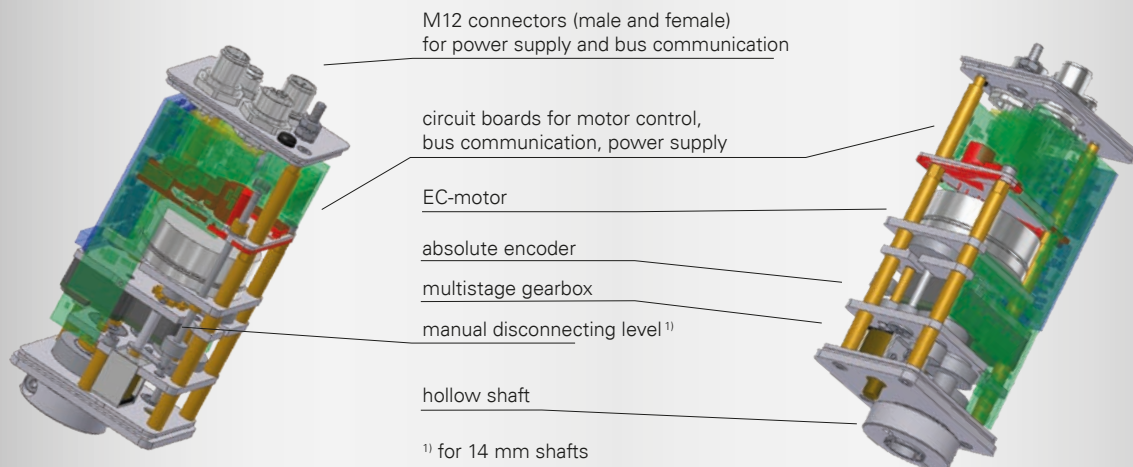 M12 connectors (male and female)
for power supply and bus communication
circuit boards for motor control,
bus communication, power supply
EC-motor
absolute encoder
multistage gearbox
manual disconnecting level 1)
hollow shaft
1) for 14 mm shafts